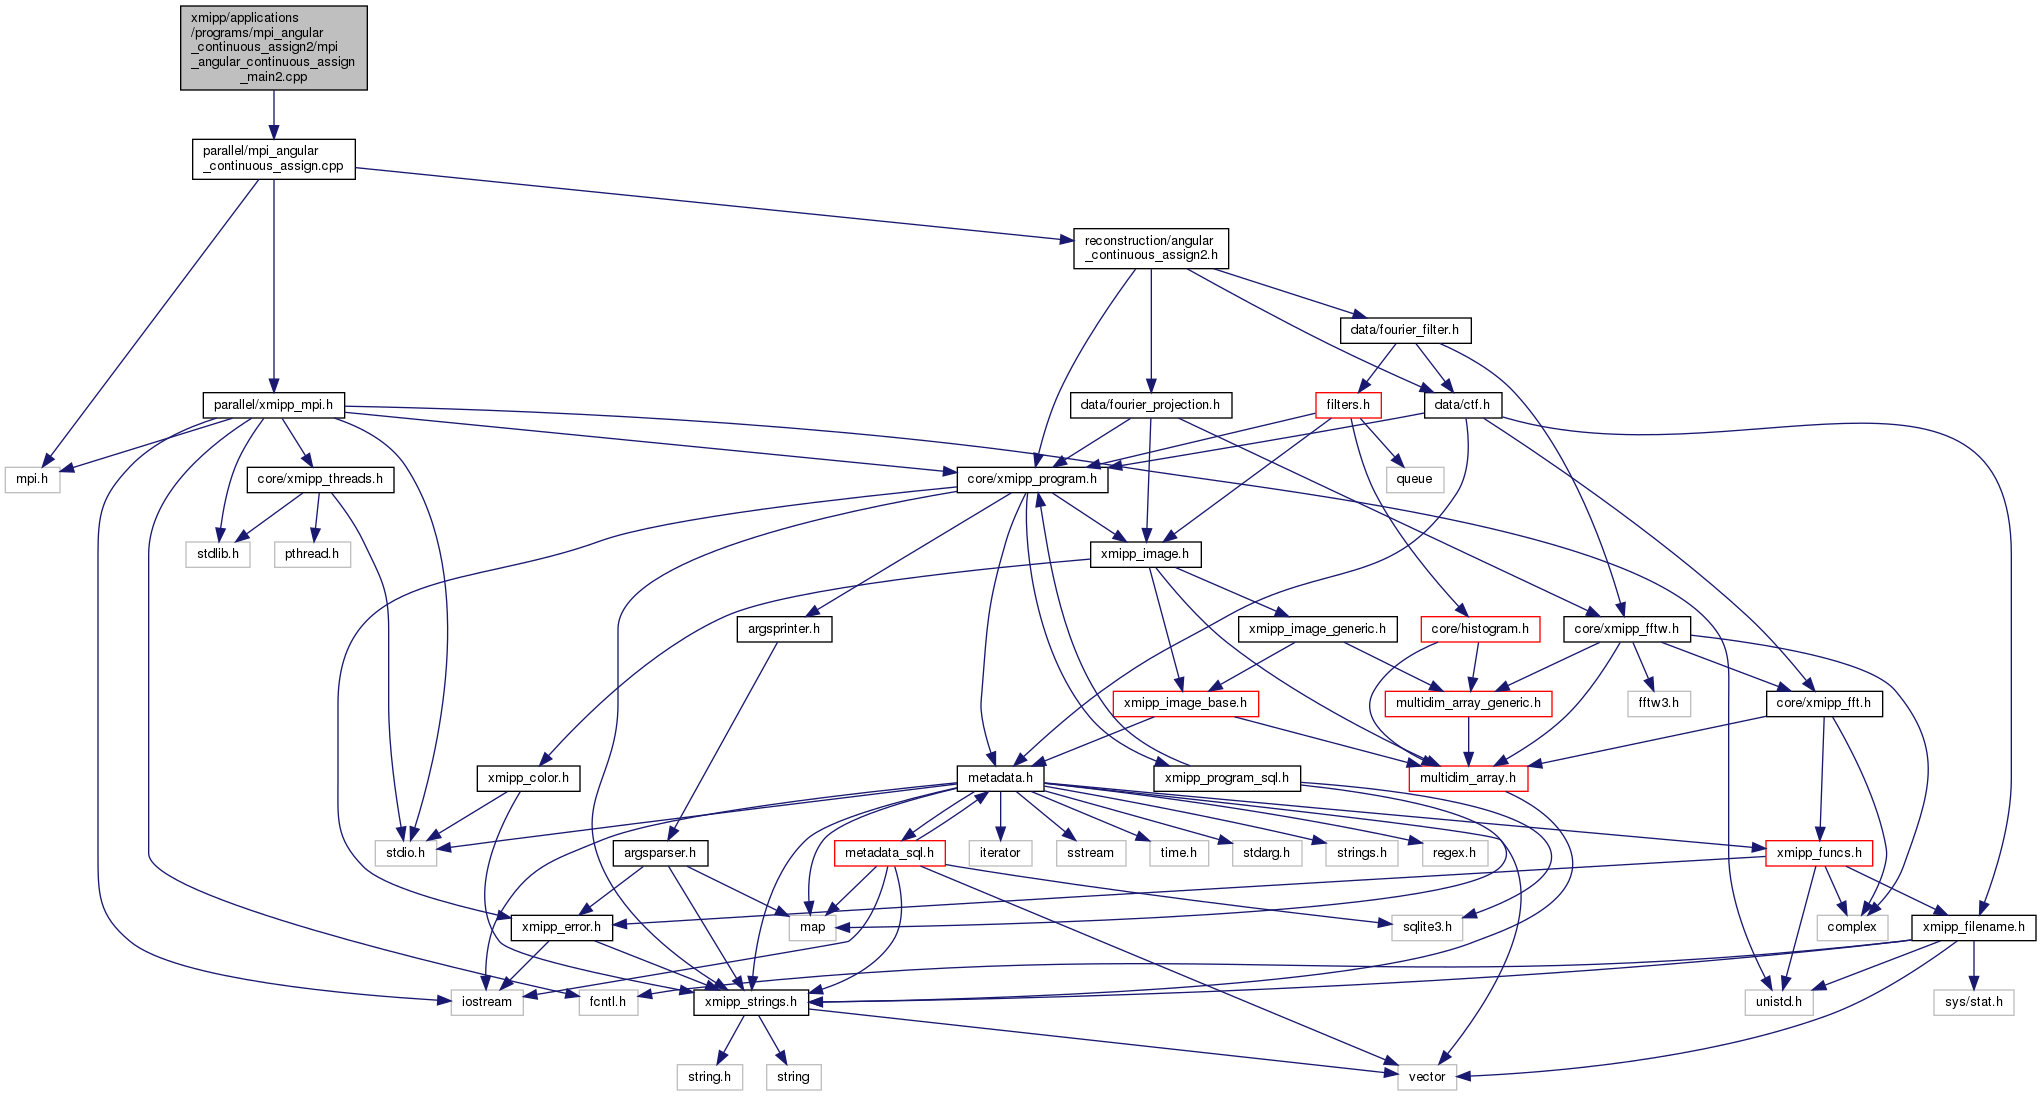 xmipp/applications
/programs/mpi_angular
_continuous_assign2/mpi
_angular_continuous_assign
_main2.cpp
parallel/mpi_angular
_continuous_assign.cpp
reconstruction/angular
_continuous_assign2.h
data/fourier_filter.h
parallel/xmipp_mpi.h
data/fourier_projection.h
filters.h
data/ctf.h
mpi.h
core/xmipp_threads.h
core/xmipp_program.h
queue
stdlib.h
pthread.h
xmipp_image.h
argsprinter.h
xmipp_image_generic.h
core/histogram.h
core/xmipp_fftw.h
xmipp_image_base.h
multidim_array_generic.h
fftw3.h
core/xmipp_fft.h
xmipp_color.h
metadata.h
xmipp_program_sql.h
multidim_array.h
stdio.h
argsparser.h
metadata_sql.h
iterator
sstream
time.h
stdarg.h
strings.h
regex.h
xmipp_funcs.h
xmipp_error.h
map
sqlite3.h
complex
xmipp_filename.h
iostream
fcntl.h
xmipp_strings.h
unistd.h
sys/stat.h
string.h
string
vector